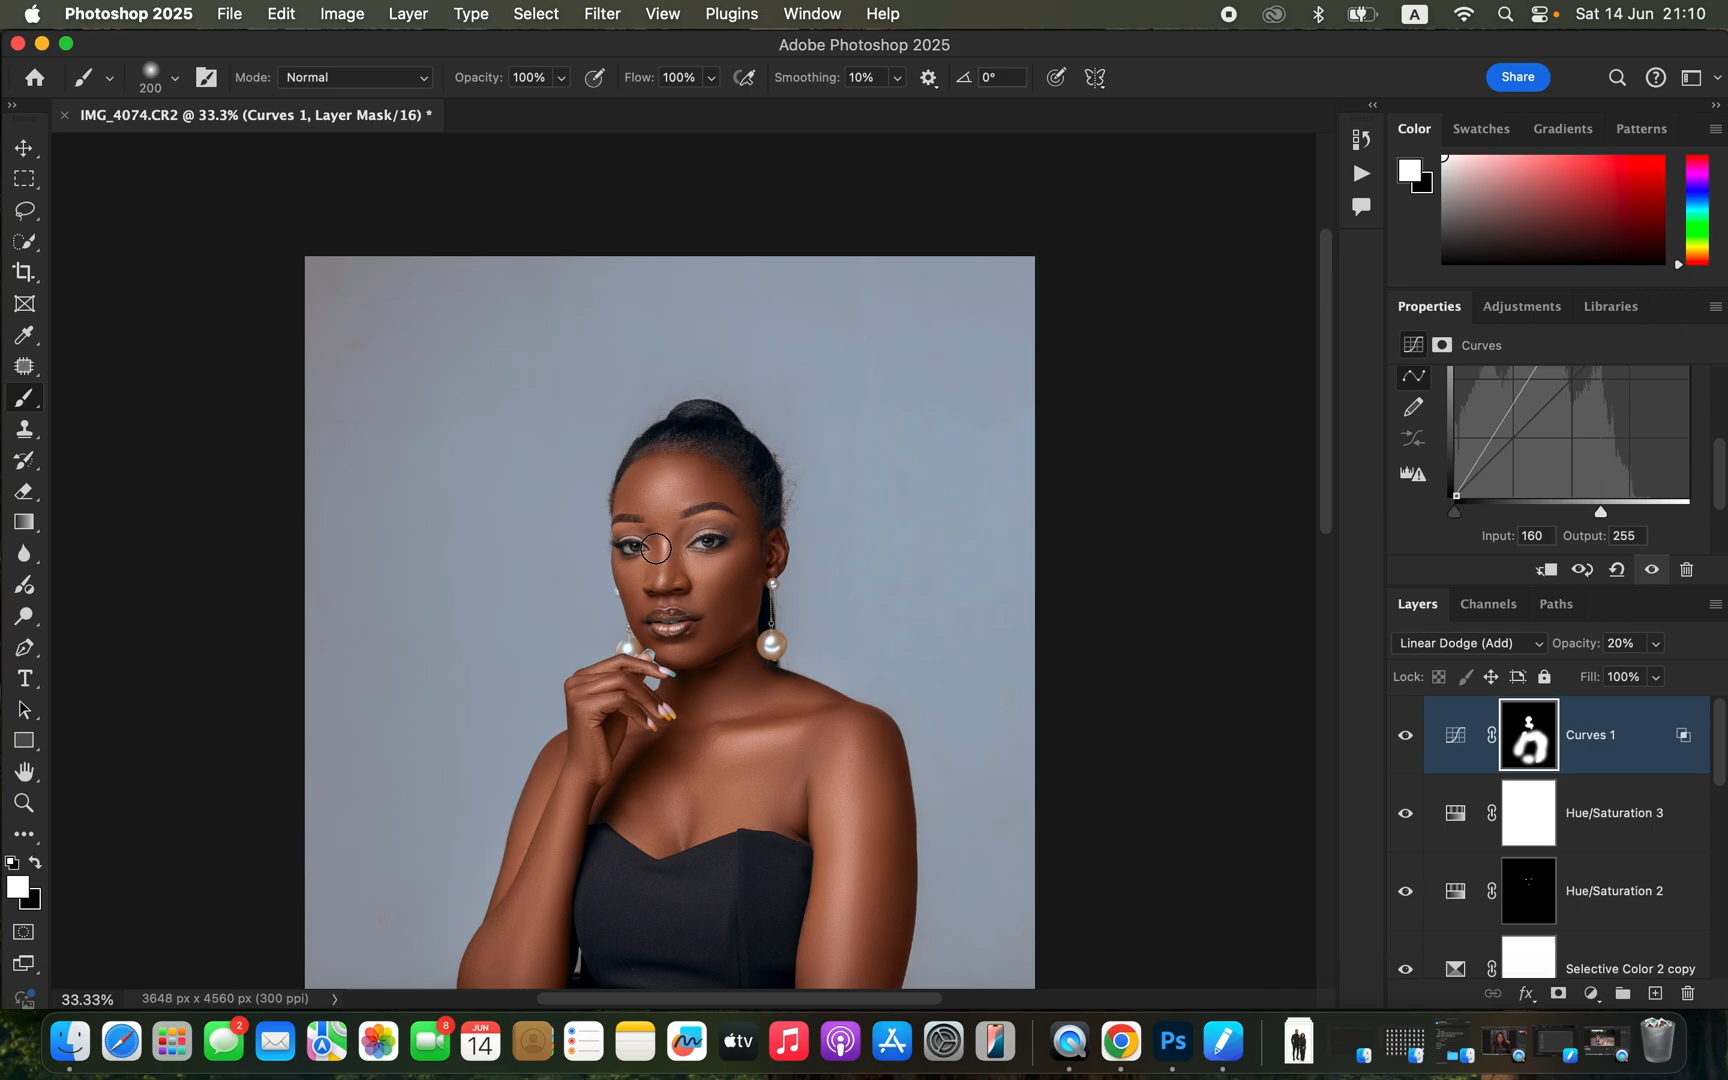 Photoshop 2025 File Edit Image Layer Type Select Filter View Plugins Window Help A Sat 14 Jun 21:10
Adobe Photoshop 2025
200 Mode: Normal Opacity: 100% Flow: 100% Smoothing: 10% 0° Share
IMG_4074.CR2 @ 33.3% (Curves 1, Layer Mask/16) *
Color Swatches Gradients Patterns
Properties Adjustments Libraries
Curves
Input: 160 Output: 255
Layers Channels Paths
Linear Dodge (Add) Opacity: 20%
Lock: Fill: 100%
Curves 1
Hue/Saturation 3
Hue/Saturation 2
Selective Color 2 copy
fx
T
33.33% 3648 px x 4560 px (300 ppi)
2 8 JUN 14 tv Ps